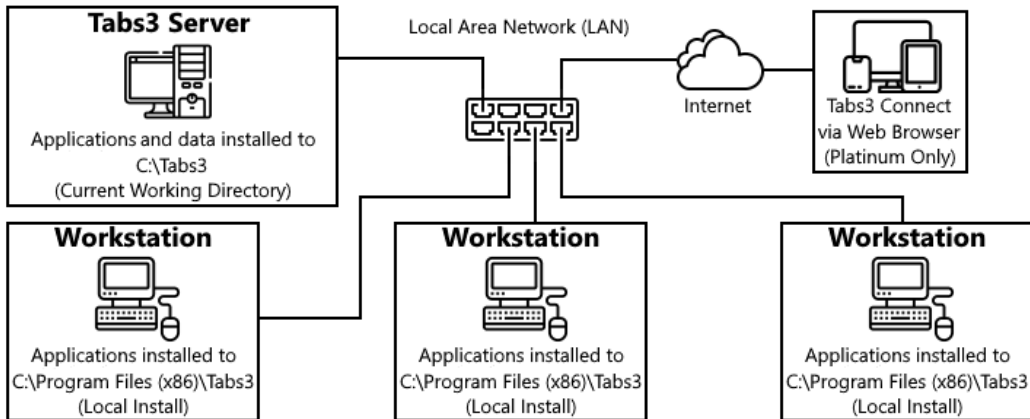 Tabs3 Server
Applications and data installed to
C:\Tabs3
(Current Working Directory)
Local Area Network (LAN)
Internet
Tabs3 Connect
via Web Browser
(Platinum Only)
Workstation
Applications installed to
C:\Program Files (x86)\Tabs3
(Local Install)
Workstation
Applications installed to
C:\Program Files (x86)\Tabs3
(Local Install)
Workstation
Applications installed to
C:\Program Files (x86)\Tabs3
(Local Install)